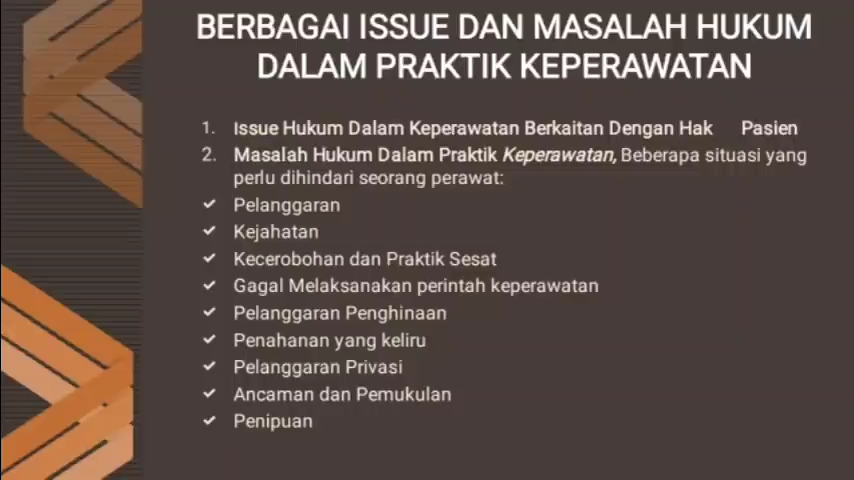 BERBAGAI ISSUE DAN MASALAH HUKUM
DALAM PRAKTIK KEPERAWATAN
1. Issue Hukum Dalam Keperawatan Berkaitan Dengan Hak Pasien
2. Masalah Hukum Dalam Praktik Keperawatan, Beberapa situasi yang
perlu dihindari seorang perawat:
✓ Pelanggaran
✓ Kejahatan
✓ Kecerobohan dan Praktik Sesat
✓ Gagal Melaksanakan perintah keperawatan
✓ Pelanggaran Penghinaan
✓ Penahanan yang keliru
✓ Pelanggaran Privasi
✓ Ancaman dan Pemukulan
✓ Penipuan